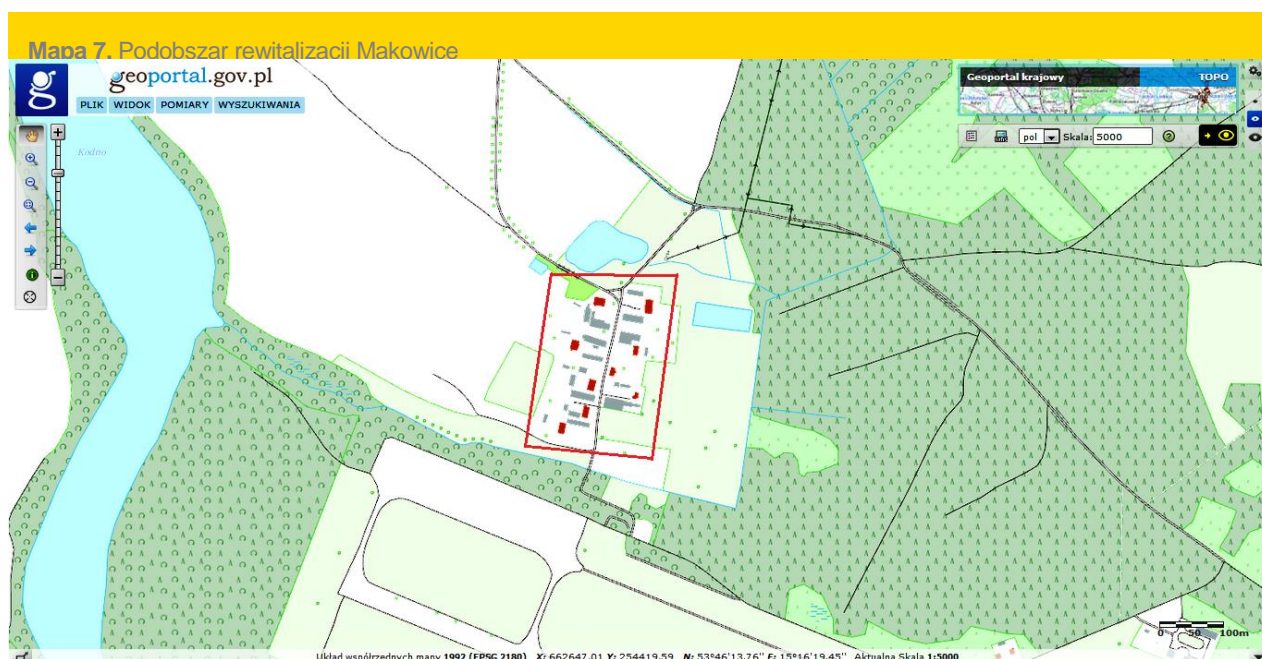 Mapa 7. Podobszar rewitalizacji Makowice
geoportal.gov.pl
PLIK WIDOK POMIARY WYSZUKIWANIA
Geoportal krajowy TOPO
pol Skala: 5000
Kodno
0 50 100m
Układ współrzędnych mapy 1992 (EPSG 2180) X: 662647.01 Y: 254419.59 N: 53°46'13.76" E: 15°16'19.45" Aktualna Skala 1:5000